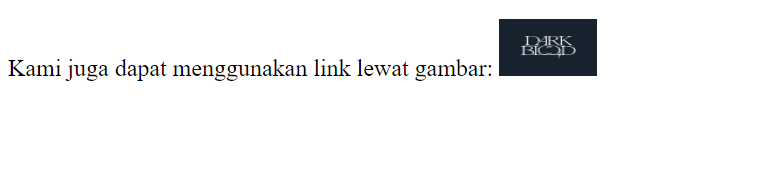 Kami juga dapat menggunakan link lewat gambar:
DARK
BLOOD